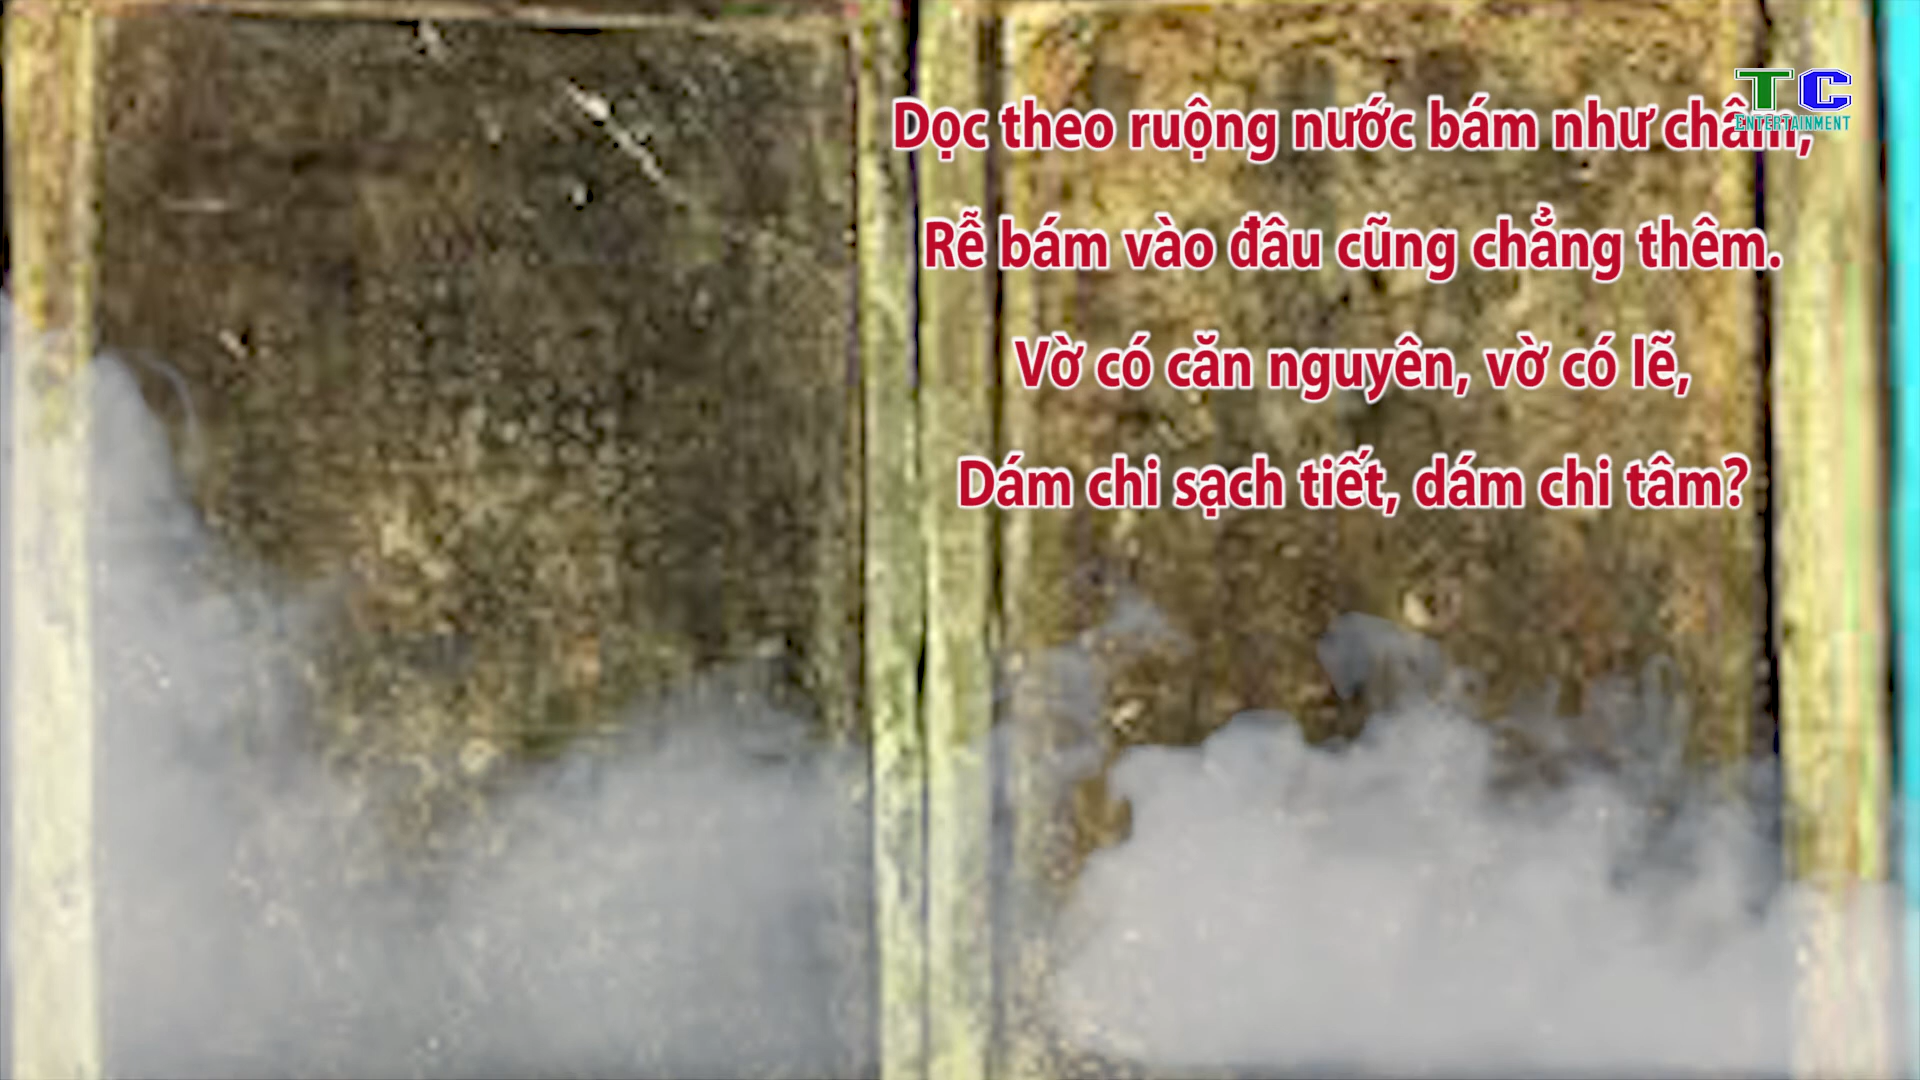 TC
ENTERTAINMENT
Dọc theo ruộng nước bám như châm,
Rễ bám vào đâu cũng chẳng thêm.
Vờ có căn nguyên, vờ có lẽ,
Dám chi sạch tiết, dám chi tâm?